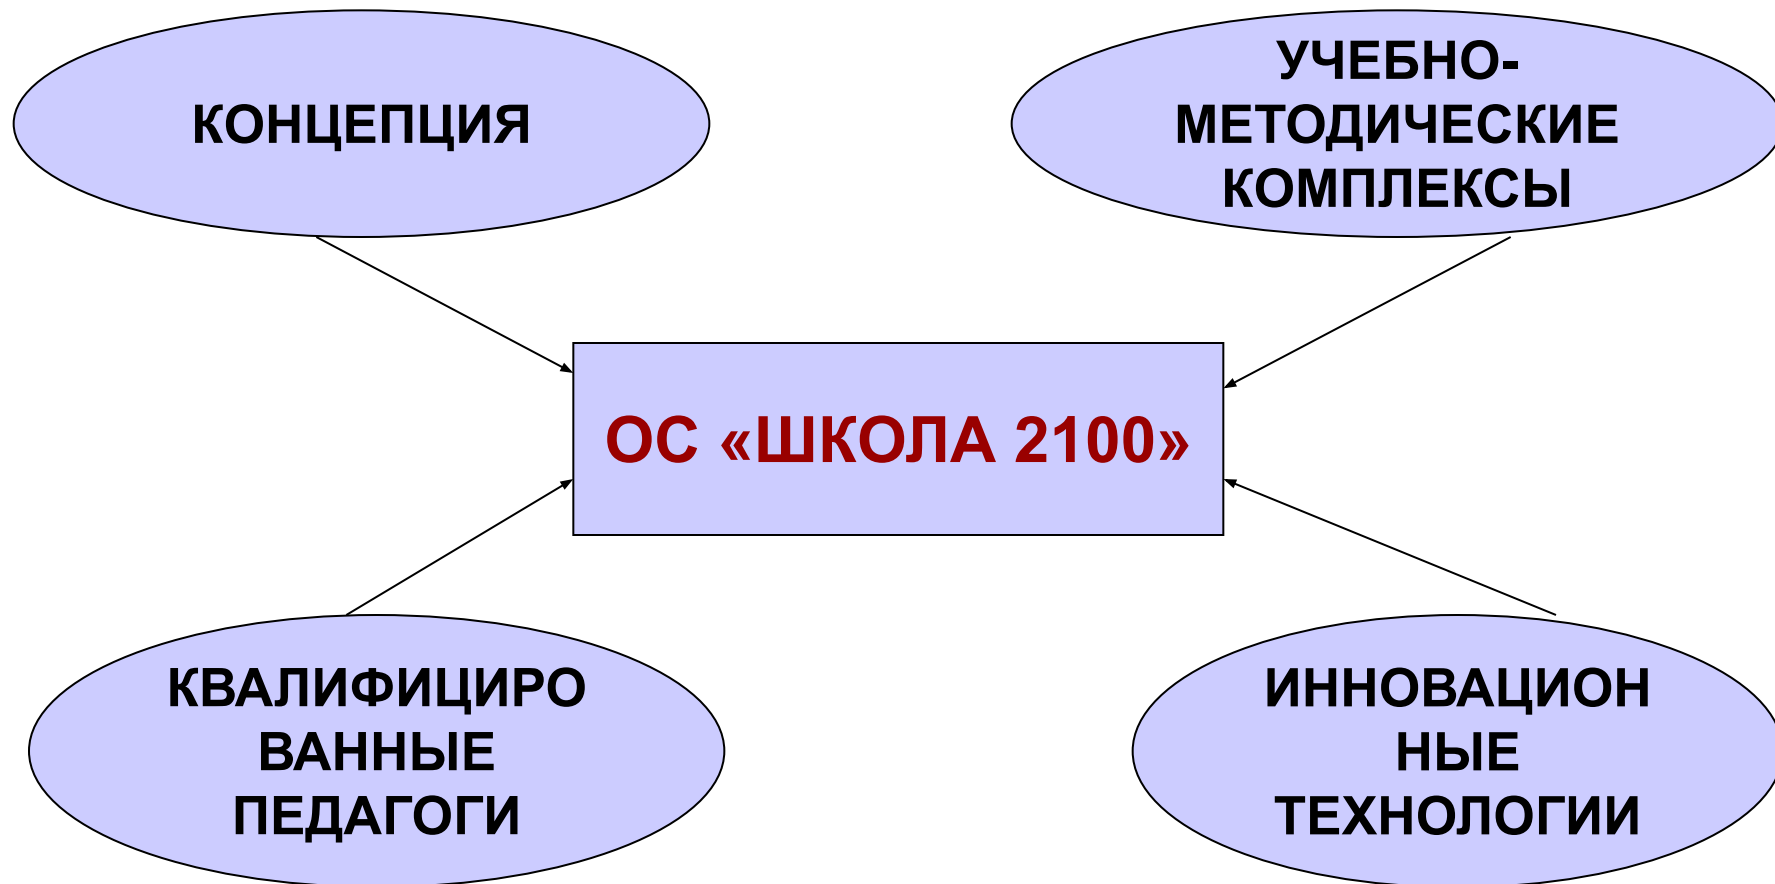 КОНЦЕПЦИЯ
УЧЕБНО-
МЕТОДИЧЕСКИЕ
КОМПЛЕКСЫ
ОС «ШКОЛА 2100»
КВАЛИФИЦИРО
ВАННЫЕ
ПЕДАГОГИ
ИННОВАЦИОН
НЫЕ
ТЕХНОЛОГИИ